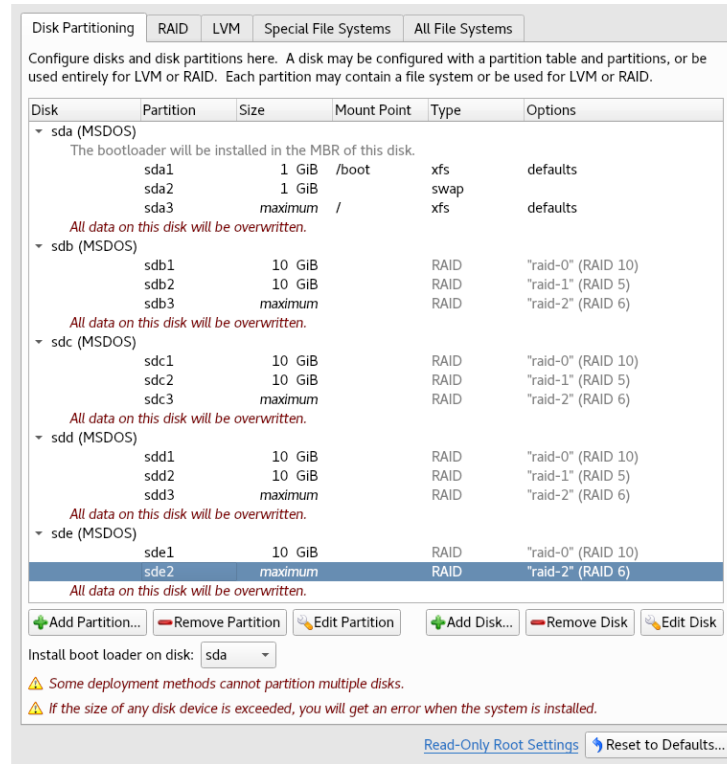 Disk Partitioning RAID LVM Special File Systems All File Systems
Configure disks and disk partitions here. A disk may be configured with a partition table and partitions, or be
used entirely for LVM or RAID. Each partition may contain a file system or be used for LVM or RAID.
Disk Partition Size Mount Point Type Options
sda (MSDOS)
The bootloader will be installed in the MBR of this disk.
sda1 1 GiB /boot xfs defaults
sda2 1 GiB swap
sda3 maximum / xfs defaults
All data on this disk will be overwritten.
sdb (MSDOS)
sdb1 10 GiB RAID "raid-0" (RAID 10)
sdb2 10 GiB RAID "raid-1" (RAID 5)
sdb3 maximum RAID "raid-2" (RAID 6)
All data on this disk will be overwritten.
sdc (MSDOS)
sdc1 10 GiB RAID "raid-0" (RAID 10)
sdc2 10 GiB RAID "raid-1" (RAID 5)
sdc3 maximum RAID "raid-2" (RAID 6)
All data on this disk will be overwritten.
sdd (MSDOS)
sdd1 10 GiB RAID "raid-0" (RAID 10)
sdd2 10 GiB RAID "raid-1" (RAID 5)
sdd3 maximum RAID "raid-2" (RAID 6)
All data on this disk will be overwritten.
sde (MSDOS)
sde1 10 GiB RAID "raid-0" (RAID 10)
sde2 maximum RAID "raid-2" (RAID 6)
All data on this disk will be overwritten.
Add Partition... Remove Partition Edit Partition Add Disk... Remove Disk Edit Disk
Install boot loader on disk: sda
Some deployment methods cannot partition multiple disks.
If the size of any disk device is exceeded, you will get an error when the system is installed.
Read-Only Root Settings Reset to Defaults...